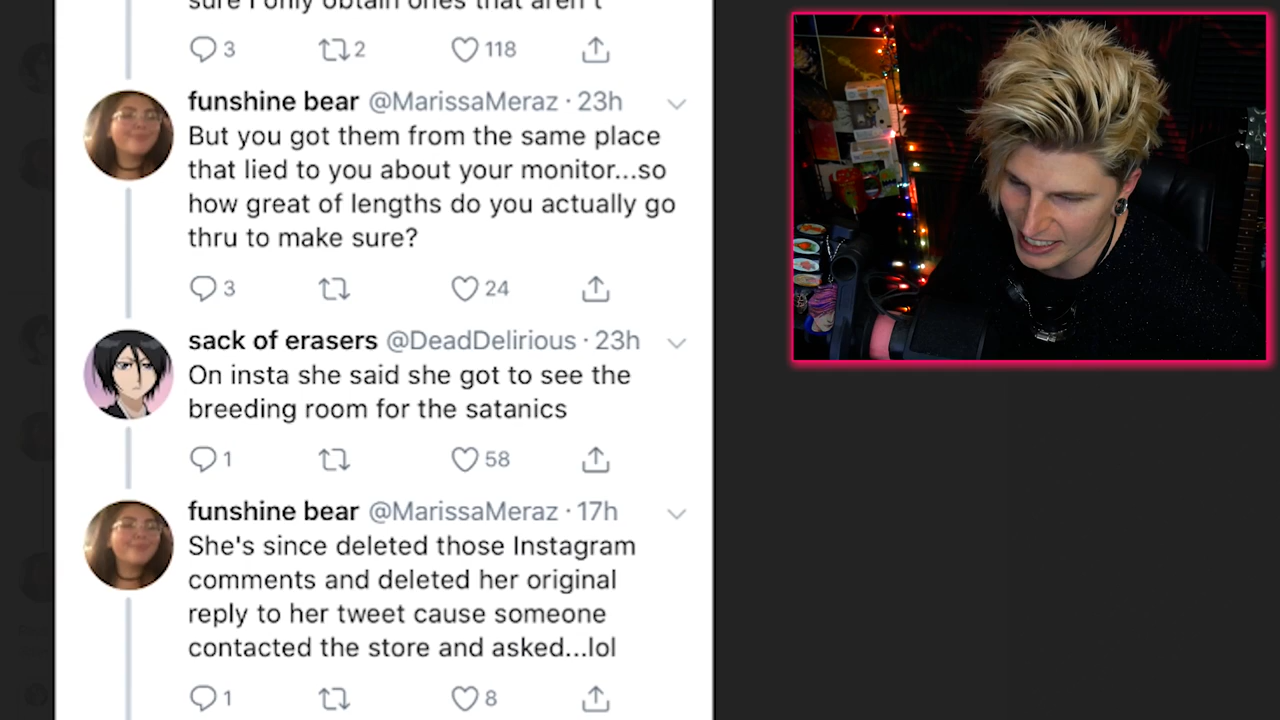 sure I only obtain ones that aren't
3 2 118
funshine bear @MarissaMeraz · 23h
But you got them from the same place
that lied to you about your monitor...so
how great of lengths do you actually go
thru to make sure?
3 24
sack of erasers @DeadDelirious · 23h
On insta she said she got to see the
breeding room for the satanics
1 58
funshine bear @MarissaMeraz · 17h
She's since deleted those Instagram
comments and deleted her original
reply to her tweet cause someone
contacted the store and asked...lol
1 8